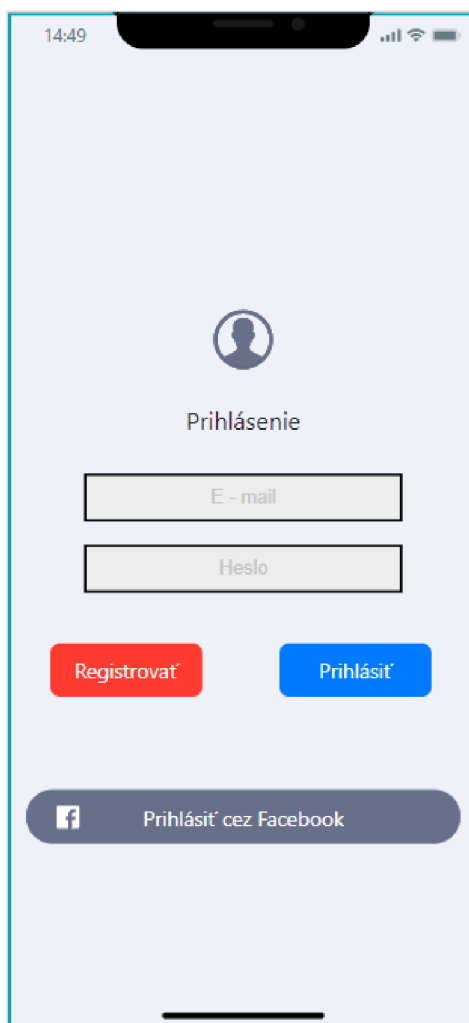 14:49
Prihlásenie
E - mail
Heslo
Registrovať
Prihlásiť
Prihlásiť cez Facebook